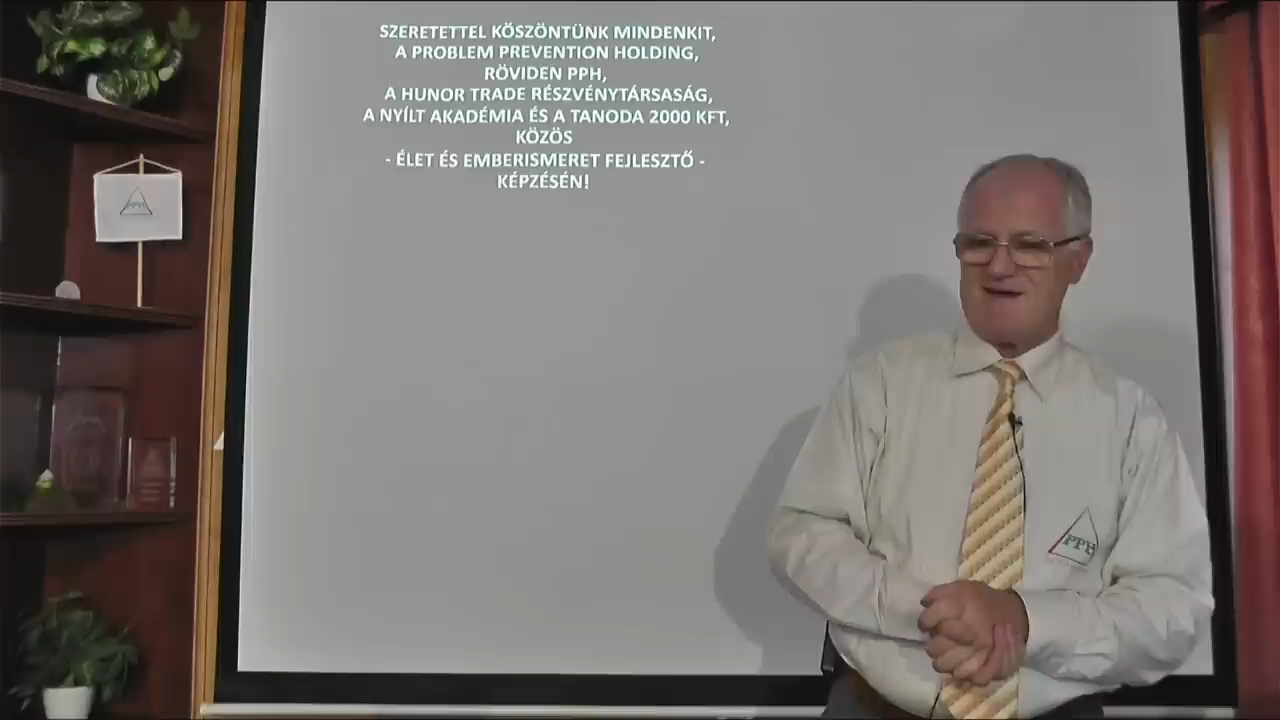 SZERETETTEL KÖSZÖNTÜNK MINDENKIT,
A PROBLEM PREVENTION HOLDING,
RÖVIDEN PPH,
A HUNOR TRADE RÉSZVÉNYTÁRSASÁG,
A NYÍLT AKADÉMIA ÉS A TANODA 2000 KFT,
KÖZÖS
- ÉLET ÉS EMBERISMERET FEJLESZTŐ -
KÉPZÉSÉN!
PPH
PPH